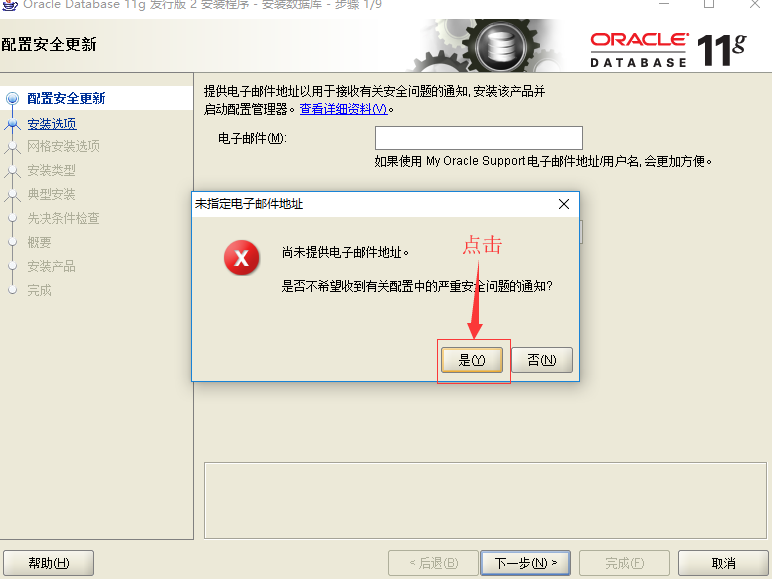 Oracle Database 11g 发行版 2 安装程序 - 安装数据库 - 步骤 1/9
配置安全更新
ORACLE DATABASE 11g
配置安全更新
安装选项
网格安装选项
安装类型
典型安装
先决条件检查
概要
安装产品
完成
提供电子邮件地址以用于接收有关安全问题的通知, 安装该产品并
启动配置管理器。查看详细资料(V)。
电子邮件(M):
如果使用 My Oracle Support 电子邮件地址/用户名, 会更加方便。
未指定电子邮件地址
尚未提供电子邮件地址。
是否不希望收到有关配置中的严重安全问题的通知?
点击
是(Y) 否(N)
帮助(H) < 后退(B) 下一步(N) > 完成(F) 取消